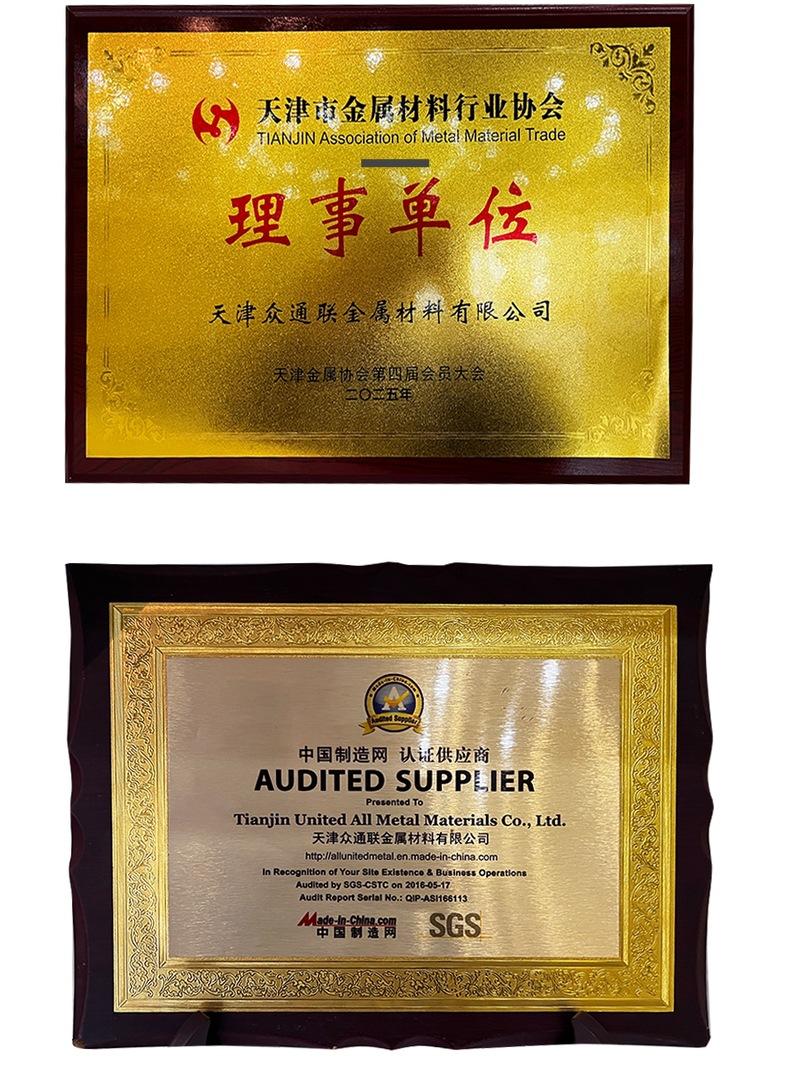 天津市金属材料行业协会
TIANJIN Association of Metal Material Trade
理事单位
天津众通联金属材料有限公司
天津金属协会第四届会员大会
二〇二五年
Made-in-China.com
Audited Supplier
中国制造网 认证供应商
AUDITED SUPPLIER
Presented To
Tianjin United All Metal Materials Co., Ltd.
天津众通联金属材料有限公司
http://allunitedmetal.en.made-in-china.com
In Recognition of Your Site Existence & Business Operations
Audited by SGS-CSTC on 2016-05-17
Audit Report Serial No.: QIP-ASI166113
Made-in-China.com
中国制造网
SGS